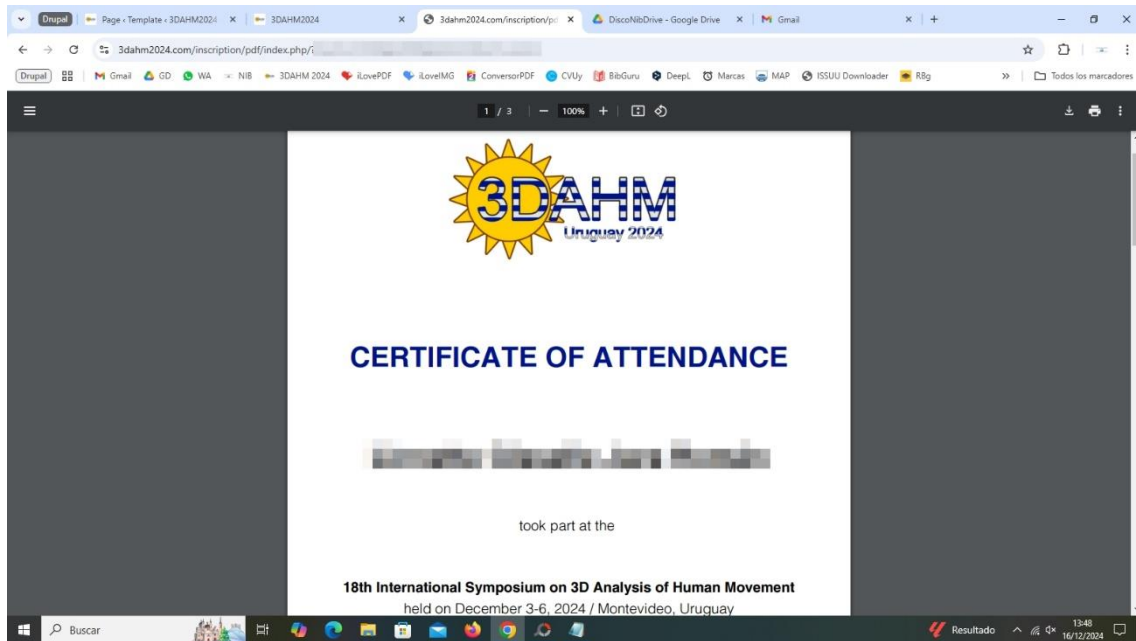 Drupal
Page ‹ Template ‹ 3DAHM2024
3DAHM2024
3dahm2024.com/inscription/pd
DiscoNibDrive - Google Drive
Gmail
3dahm2024.com/inscription/pdf/index.php/?
Drupal Gmail GD WA NIB 3DAHM 2024 iLovePDF iLoveIMG ConversorPDF CVUy BibGuru DeepL Marcas MAP ISSUU Downloader RBg » Todos los marcadores
1 / 3 100%
3DAHM
Uruguay 2024
CERTIFICATE OF ATTENDANCE
took part at the
18th International Symposium on 3D Analysis of Human Movement
held on December 3-6, 2024 / Montevideo, Uruguay
Buscar
Resultado
13:48
16/12/2024